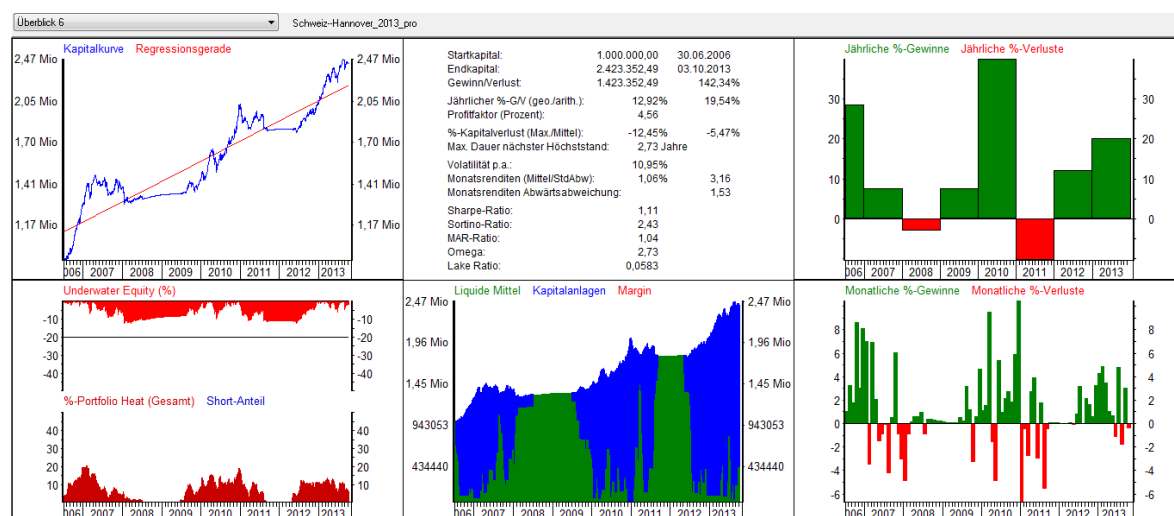 Überblick 6
Schweiz--Hannover_2013_pro
Kapitalkurve Regressionsgerade
2,47 Mio 2,47 Mio
2,05 Mio 2,05 Mio
1,70 Mio 1,70 Mio
1,41 Mio 1,41 Mio
1,17 Mio 1,17 Mio
006 2007 2008 2009 2010 2011 2012 2013
Startkapital: 1.000.000,00 30.06.2006
Endkapital: 2.423.352,49 03.10.2013
Gewinn/Verlust: 1.423.352,49 142,34%
Jährlicher %-G/V (geo./arith.): 12,92% 19,54%
Profitfaktor (Prozent): 4,56
%-Kapitalverlust (Max./Mittel): -12,45% -5,47%
Max. Dauer nächster Höchststand: 2,73 Jahre
Volatilität p.a.: 10,95%
Monatsrenditen (Mittel/StdAbw): 1,06% 3,16
Monatsrenditen Abwärtsabweichung: 1,53
Sharpe-Ratio: 1,11
Sortino-Ratio: 2,43
MAR-Ratio: 1,04
Omega: 2,73
Lake Ratio: 0,0583
Jährliche %-Gewinne Jährliche %-Verluste
30 30
20 20
10 10
0 0
006 2007 2008 2009 2010 2011 2012 2013
Underwater Equity (%)
-10 -10
-20 -20
-30 -30
-40 -40
%-Portfolio Heat (Gesamt) Short-Anteil
40 40
30 30
20 20
10 10
006 2007 2008 2009 2010 2011 2012 2013
Liquide Mittel Kapitalanlagen Margin
2,47 Mio 2,47 Mio
1,96 Mio 1,96 Mio
1,45 Mio 1,45 Mio
943053 943053
434440 434440
006 2007 2008 2009 2010 2011 2012 2013
Monatliche %-Gewinne Monatliche %-Verluste
8 8
6 6
4 4
2 2
0 0
-2 -2
-4 -4
-6 -6
006 2007 2008 2009 2010 2011 2012 2013